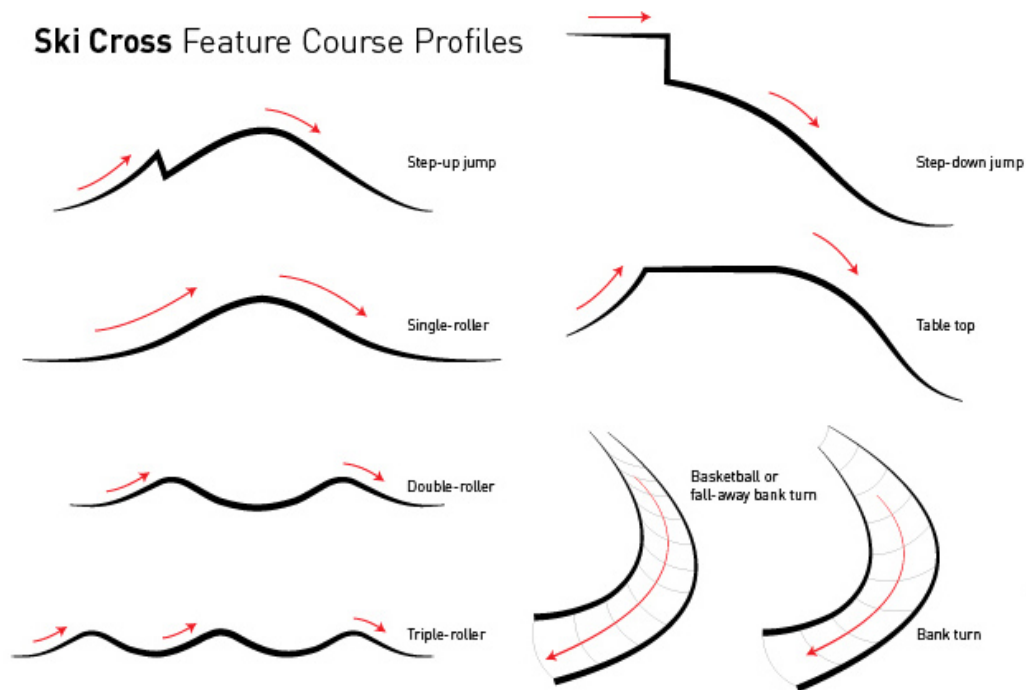 Ski Cross Feature Course Profiles
Step-up jump
Single-roller
Double-roller
Triple-roller
Step-down jump
Table top
Basketball or
fall-away bank turn
Bank turn